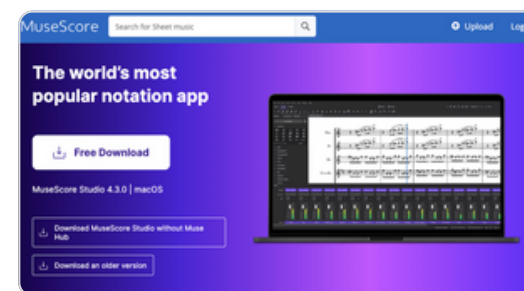 MuseScore
Search for Sheet music
Upload
Log
The world's most
popular notation app
Free Download
MuseScore Studio 4.3.0 | macOS
Download MuseScore Studio without Muse
Hub
Download an older version